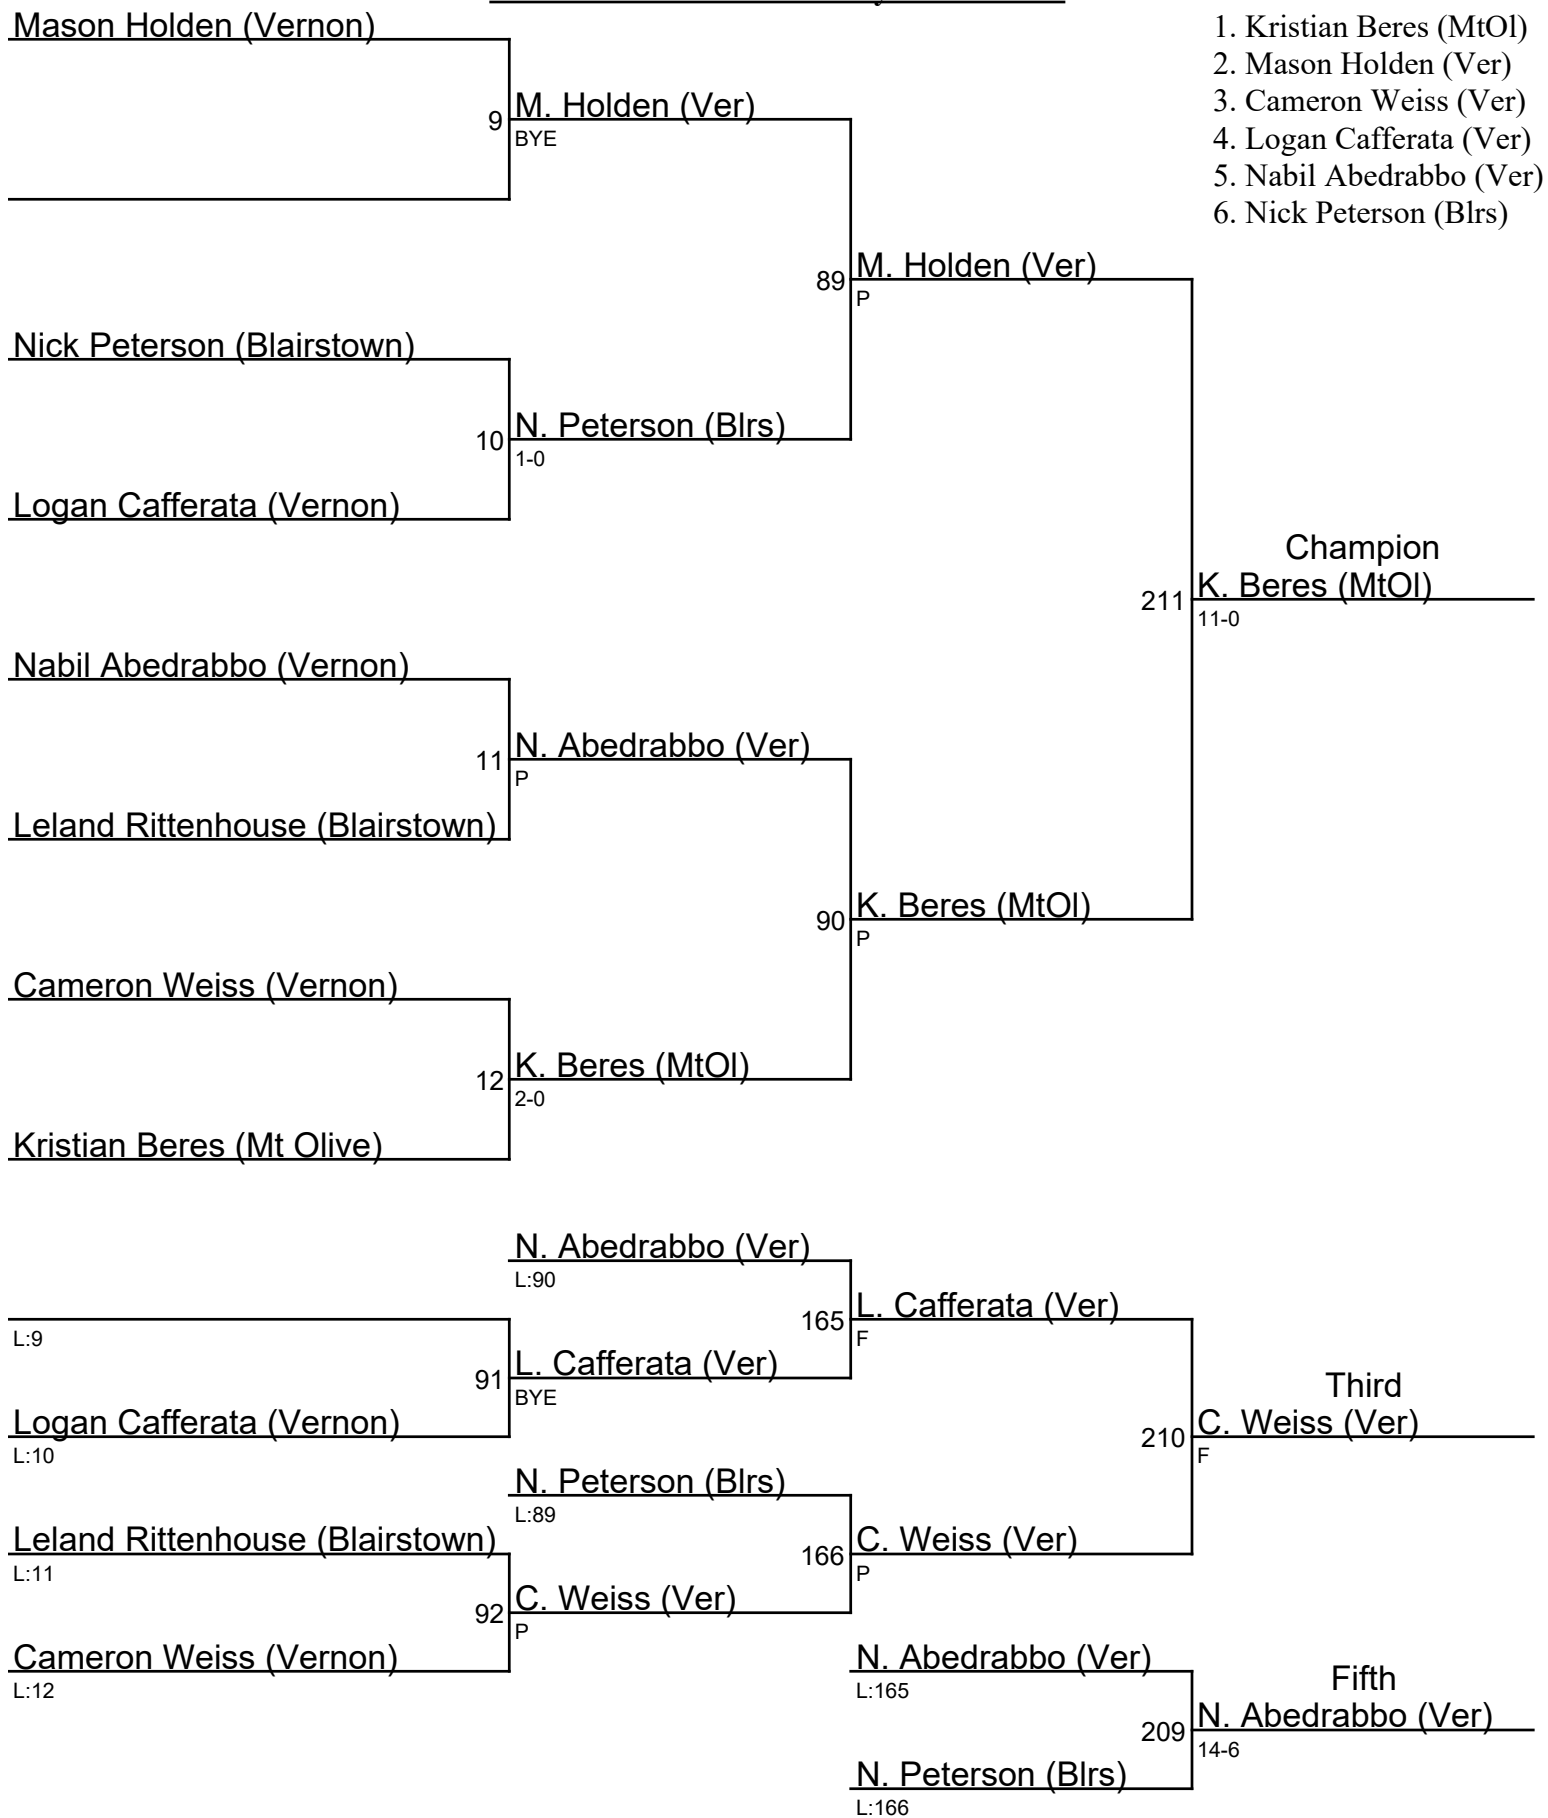 Mason Holden (Vernon)
1. Kristian Beres (MtOl)
2. Mason Holden (Ver)
3. Cameron Weiss (Ver)
4. Logan Cafferata (Ver)
5. Nabil Abedrabbo (Ver)
6. Nick Peterson (Blrs)
9 M. Holden (Ver)
BYE
89 M. Holden (Ver)
P
Nick Peterson (Blairstown)
10 N. Peterson (Blrs)
1-0
Logan Cafferata (Vernon)
Champion
211 K. Beres (MtOl)
11-0
Nabil Abedrabbo (Vernon)
11 N. Abedrabbo (Ver)
P
Leland Rittenhouse (Blairstown)
90 K. Beres (MtOl)
P
Cameron Weiss (Vernon)
12 K. Beres (MtOl)
2-0
Kristian Beres (Mt Olive)
N. Abedrabbo (Ver)
L:90
165 L. Cafferata (Ver)
F
L:9
91 L. Cafferata (Ver)
BYE
Logan Cafferata (Vernon)
L:10
Third
210 C. Weiss (Ver)
F
N. Peterson (Blrs)
L:89
Leland Rittenhouse (Blairstown)
L:11
166 C. Weiss (Ver)
P
92 C. Weiss (Ver)
P
Cameron Weiss (Vernon)
L:12
N. Abedrabbo (Ver)
L:165
Fifth
209 N. Abedrabbo (Ver)
14-6
N. Peterson (Blrs)
L:166